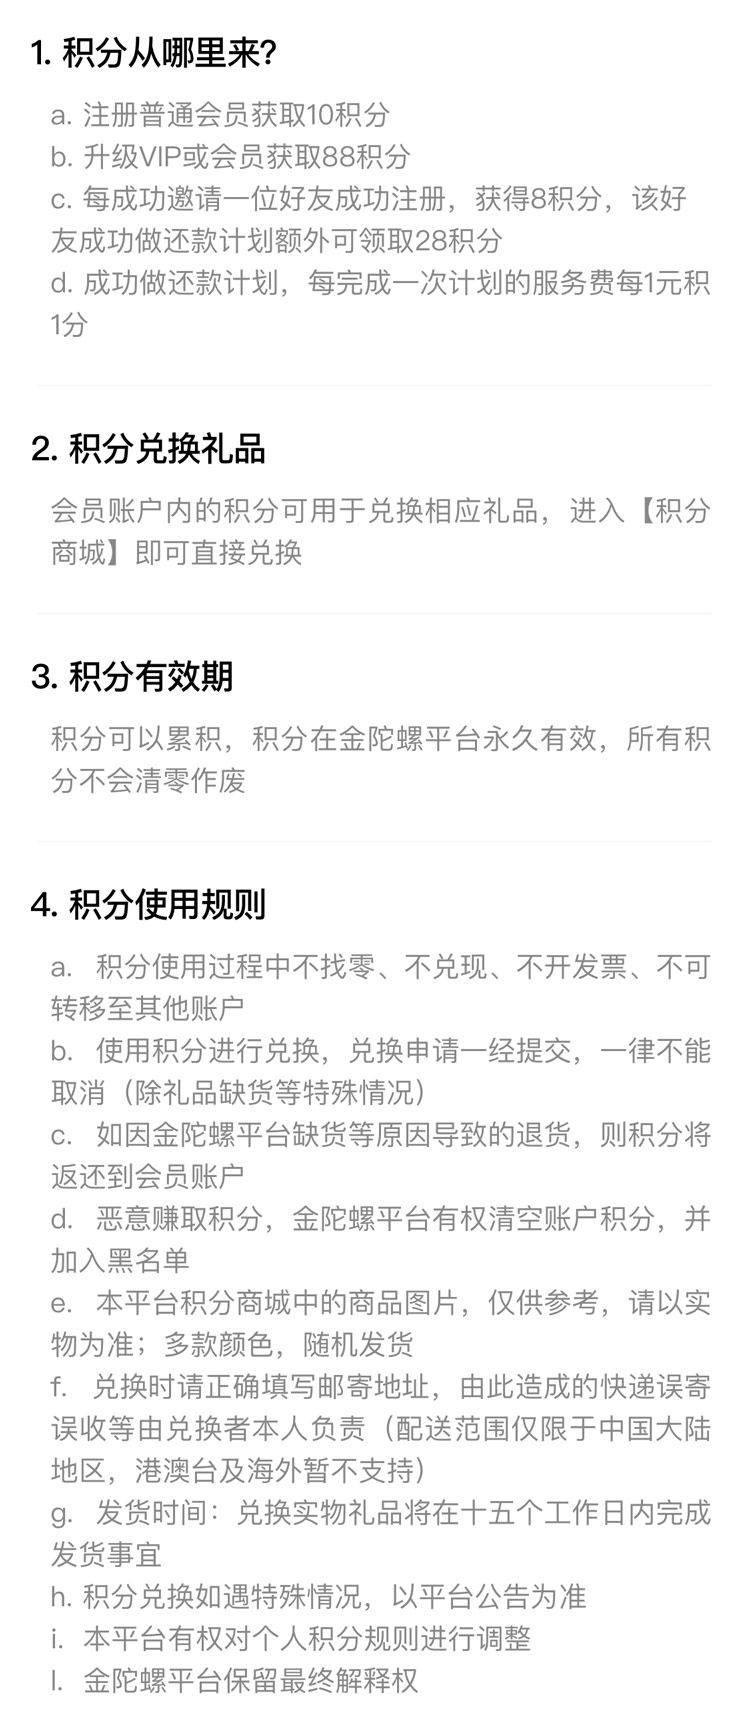 1. 积分从哪里来?
a. 注册普通会员获取10积分
b. 升级VIP或会员获取88积分
c. 每成功邀请一位好友成功注册，获得8积分，该好
友成功做还款计划额外可领取28积分
d. 成功做还款计划，每完成一次计划的服务费每1元积
1分
2. 积分兑换礼品
会员账户内的积分可用于兑换相应礼品，进入【积分
商城】即可直接兑换
3. 积分有效期
积分可以累积，积分在金陀螺平台永久有效，所有积
分不会清零作废
4. 积分使用规则
a. 积分使用过程中不找零、不兑现、不开发票、不可
转移至其他账户
b. 使用积分进行兑换，兑换申请一经提交，一律不能
取消（除礼品缺货等特殊情况）
c. 如因金陀螺平台缺货等原因导致的退货，则积分将
返还到会员账户
d. 恶意赚取积分，金陀螺平台有权清空账户积分，并
加入黑名单
e. 本平台积分商城中的商品图片，仅供参考，请以实
物为准；多款颜色，随机发货
f. 兑换时请正确填写邮寄地址，由此造成的快递误寄
误收等由兑换者本人负责（配送范围仅限于中国大陆
地区，港澳台及海外暂不支持）
g. 发货时间：兑换实物礼品将在十五个工作日内完成
发货事宜
h. 积分兑换如遇特殊情况，以平台公告为准
i. 本平台有权对个人积分规则进行调整
l. 金陀螺平台保留最终解释权